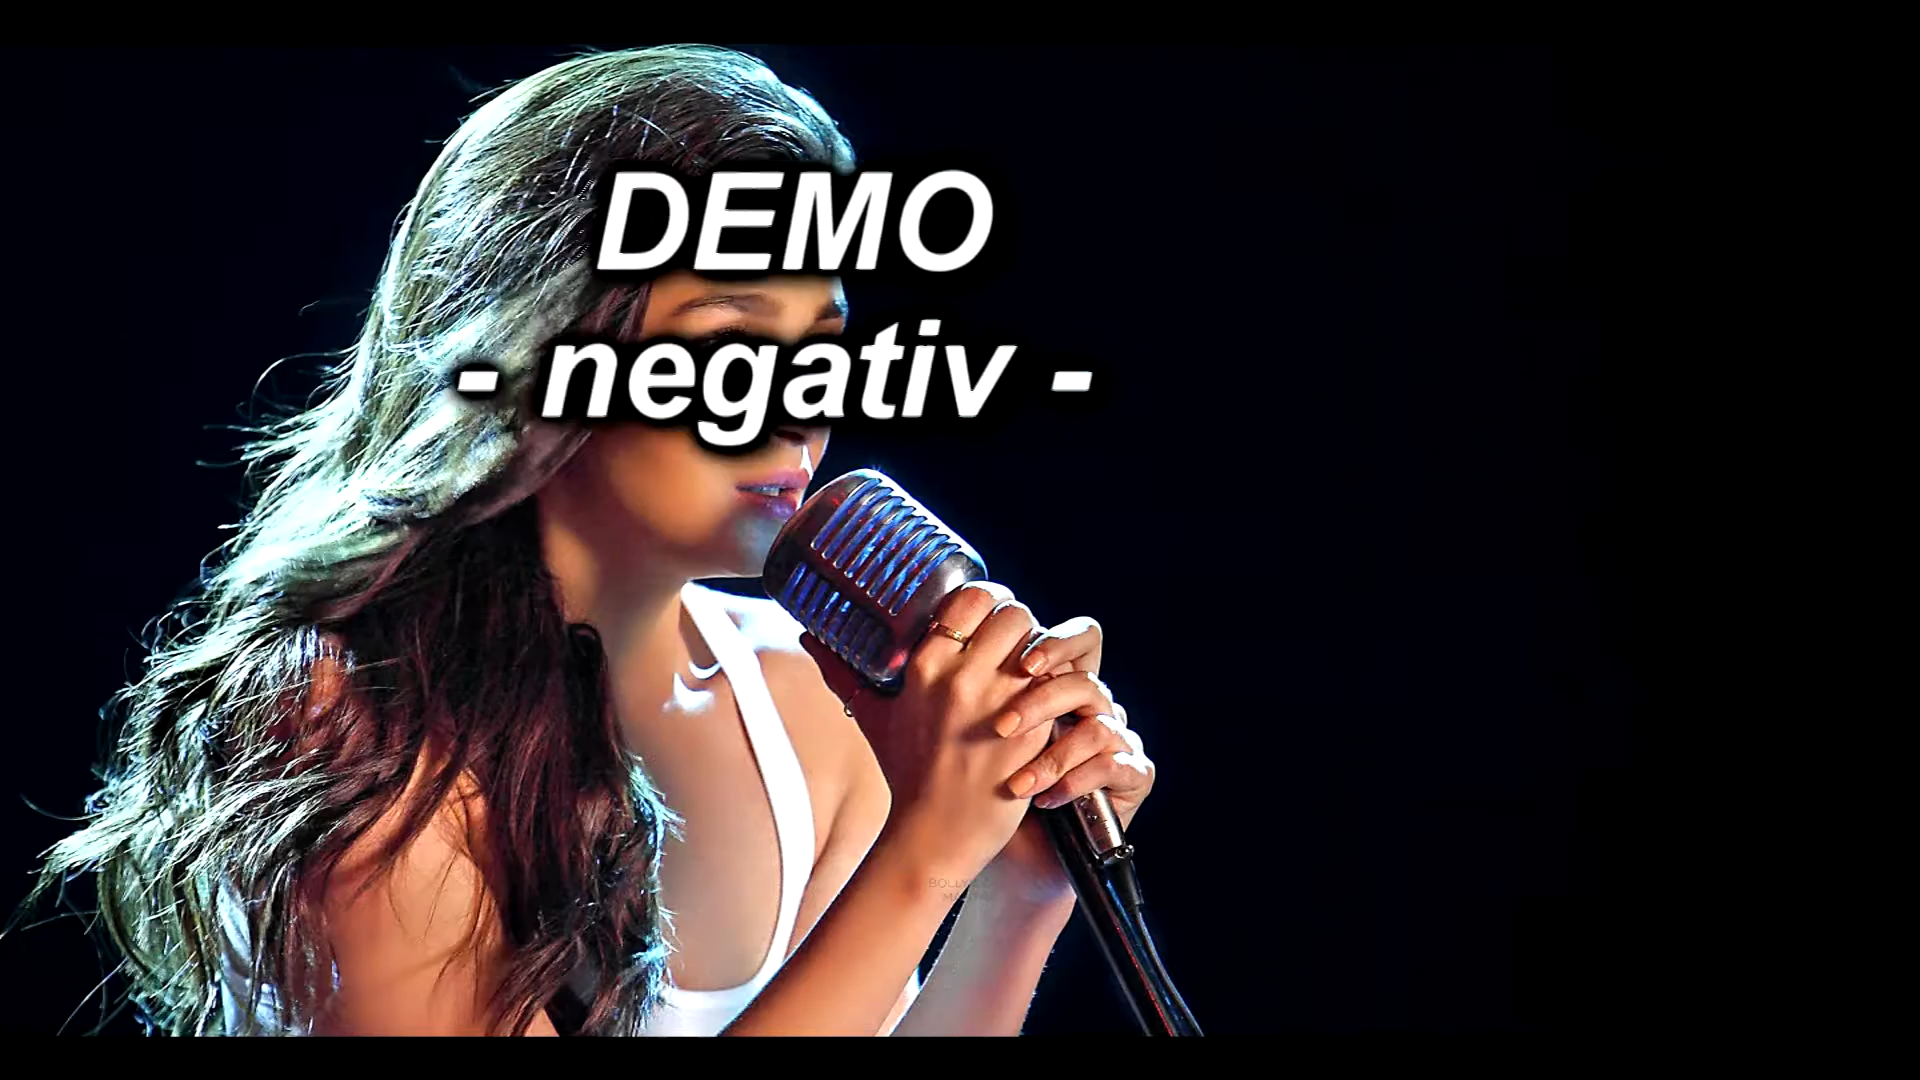 DEMO
- negativ -